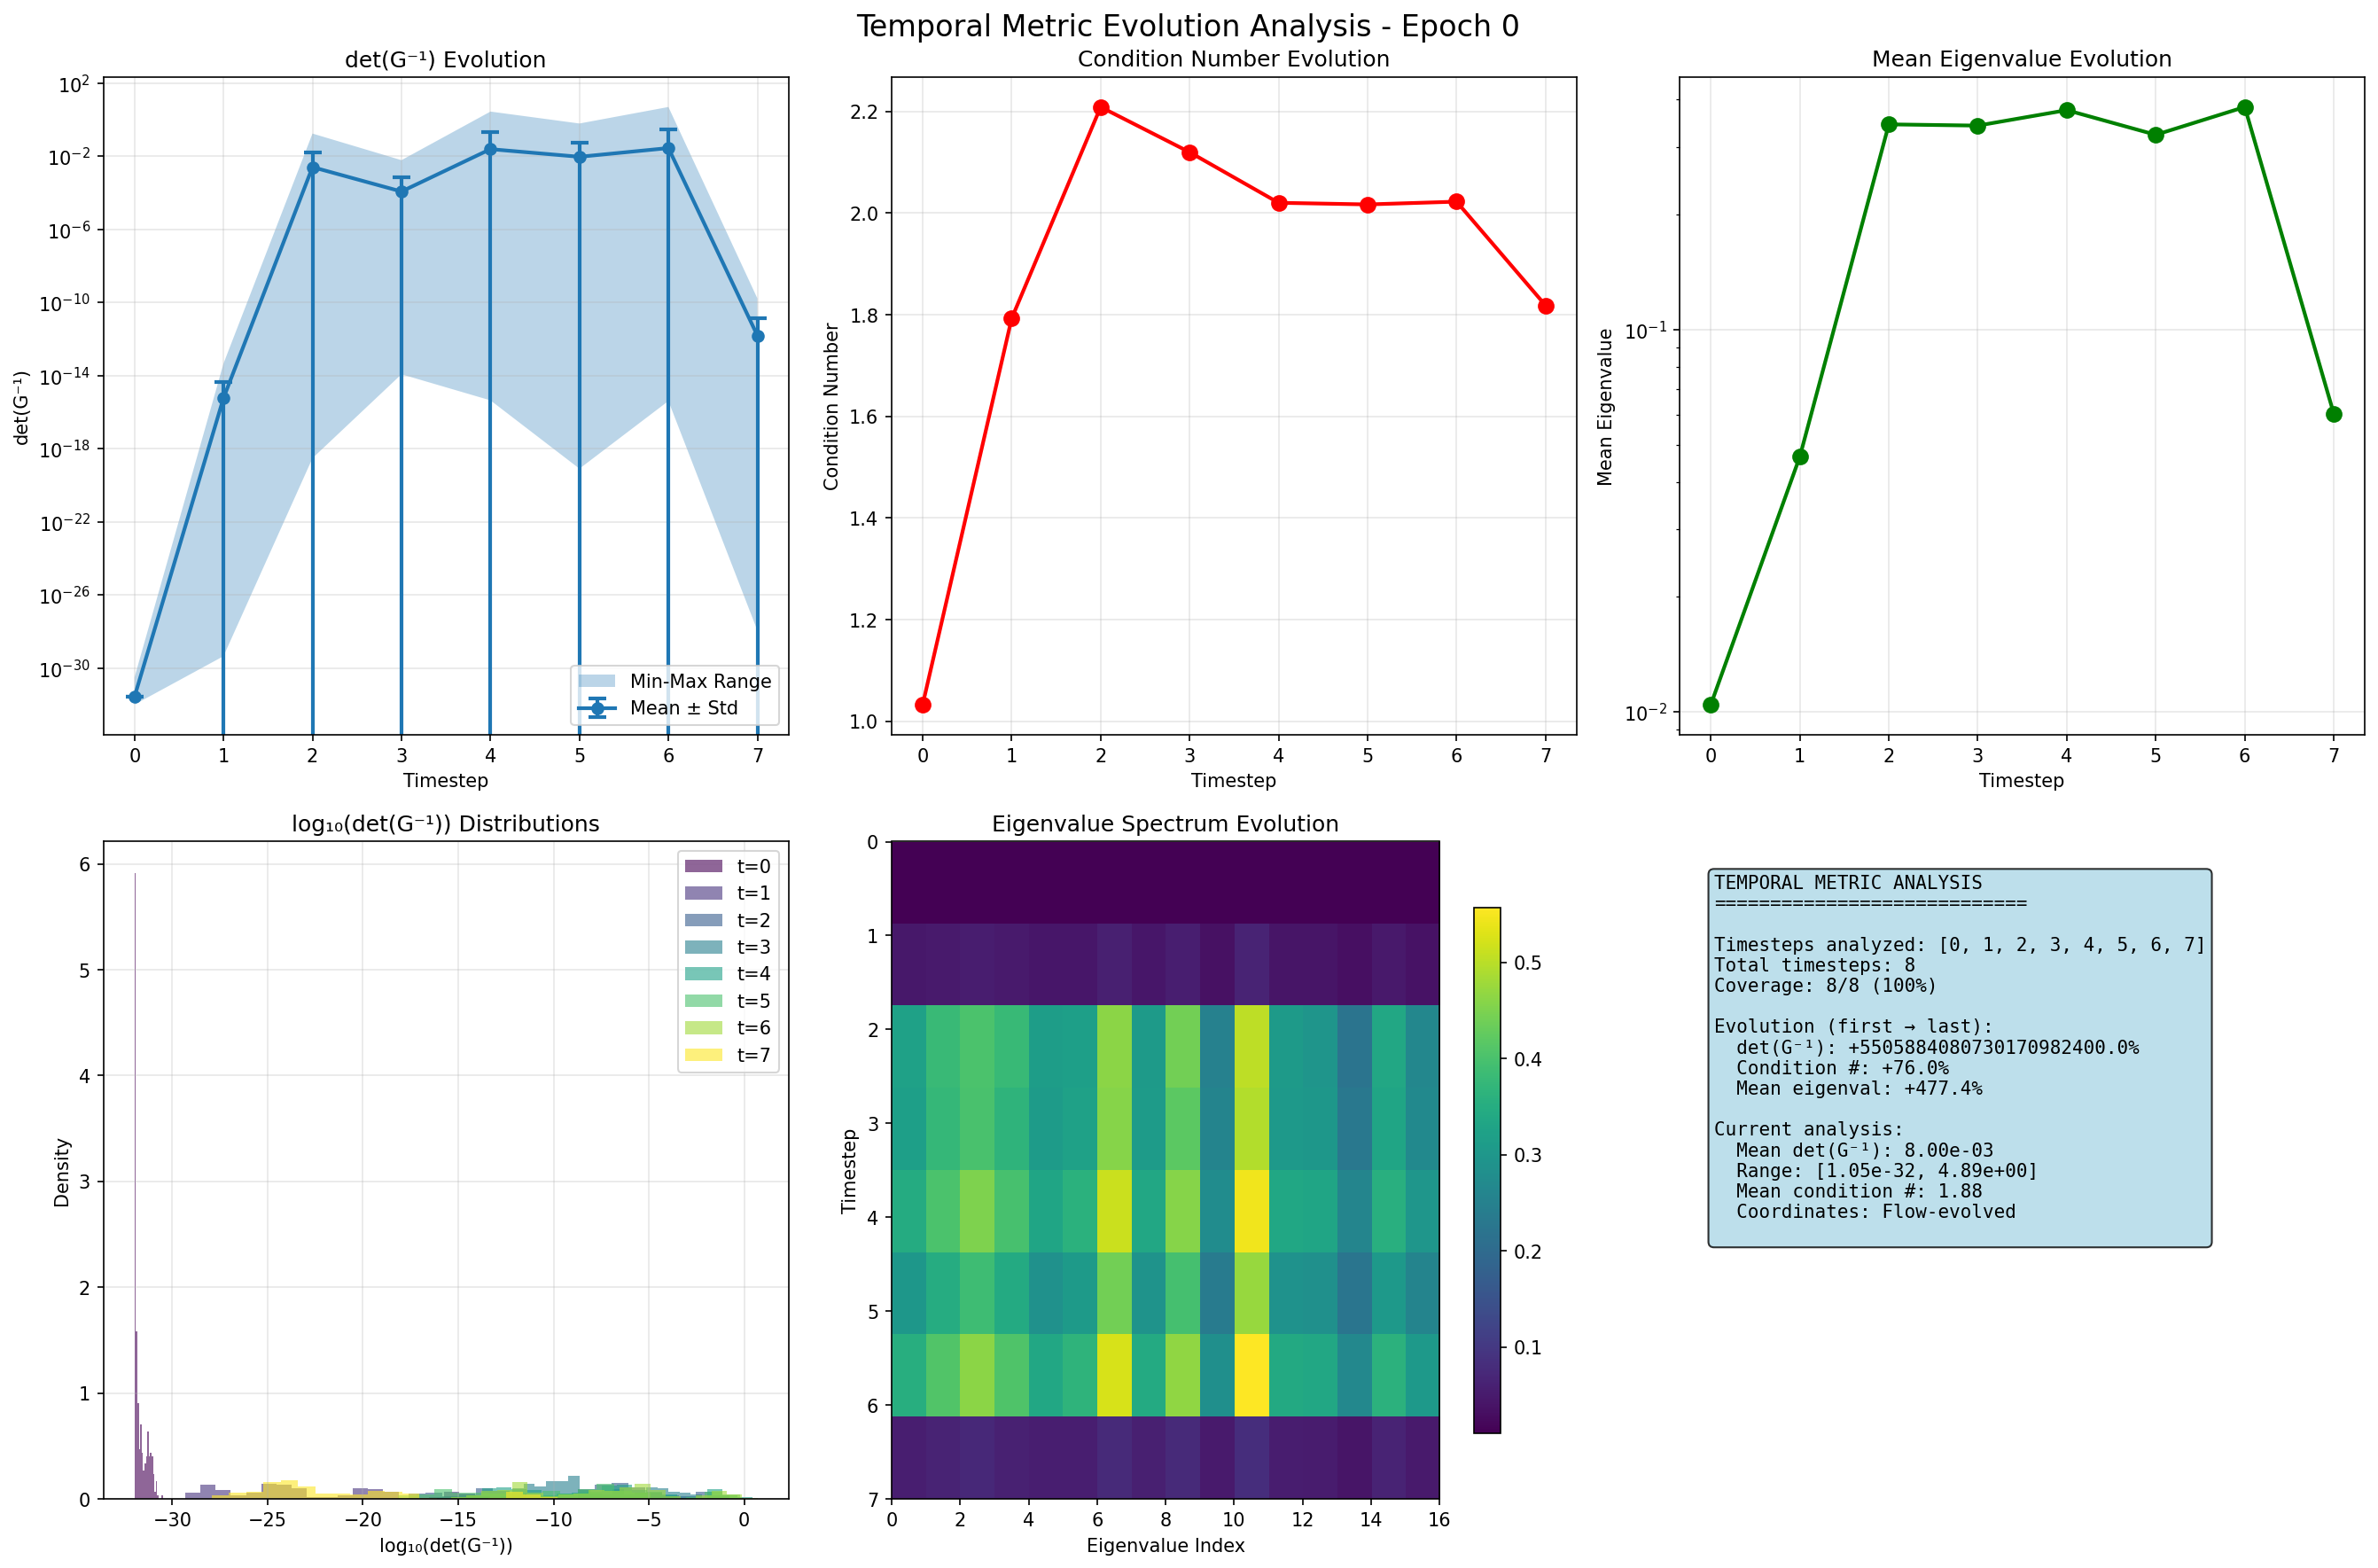 Temporal Metric Evolution Analysis - Epoch 0
det(G⁻¹) Evolution
10²
10⁻²
10⁻⁶
10⁻¹⁰
10⁻¹⁴
10⁻¹⁸
10⁻²²
10⁻²⁶
10⁻³⁰
det(G⁻¹)
Min-Max Range
Mean ± Std
0 1 2 3 4 5 6 7
Timestep
Condition Number Evolution
2.2
2.0
1.8
1.6
1.4
1.2
1.0
Condition Number
0 1 2 3 4 5 6 7
Timestep
Mean Eigenvalue Evolution
10⁻¹
10⁻²
Mean Eigenvalue
0 1 2 3 4 5 6 7
Timestep
log₁₀(det(G⁻¹)) Distributions
6
5
4
3
2
1
0
Density
t=0
t=1
t=2
t=3
t=4
t=5
t=6
t=7
−30 −25 −20 −15 −10 −5 0
log₁₀(det(G⁻¹))
Eigenvalue Spectrum Evolution
0
1
2
3
4
5
6
7
Timestep
0 2 4 6 8 10 12 14 16
Eigenvalue Index
0.5
0.4
0.3
0.2
0.1
TEMPORAL METRIC ANALYSIS
============================
Timesteps analyzed: [0, 1, 2, 3, 4, 5, 6, 7]
Total timesteps: 8
Coverage: 8/8 (100%)
Evolution (first → last):
det(G⁻¹): +5505884080730170982400.0%
Condition #: +76.0%
Mean eigenval: +477.4%
Current analysis:
Mean det(G⁻¹): 8.00e-03
Range: [1.05e-32, 4.89e+00]
Mean condition #: 1.88
Coordinates: Flow-evolved